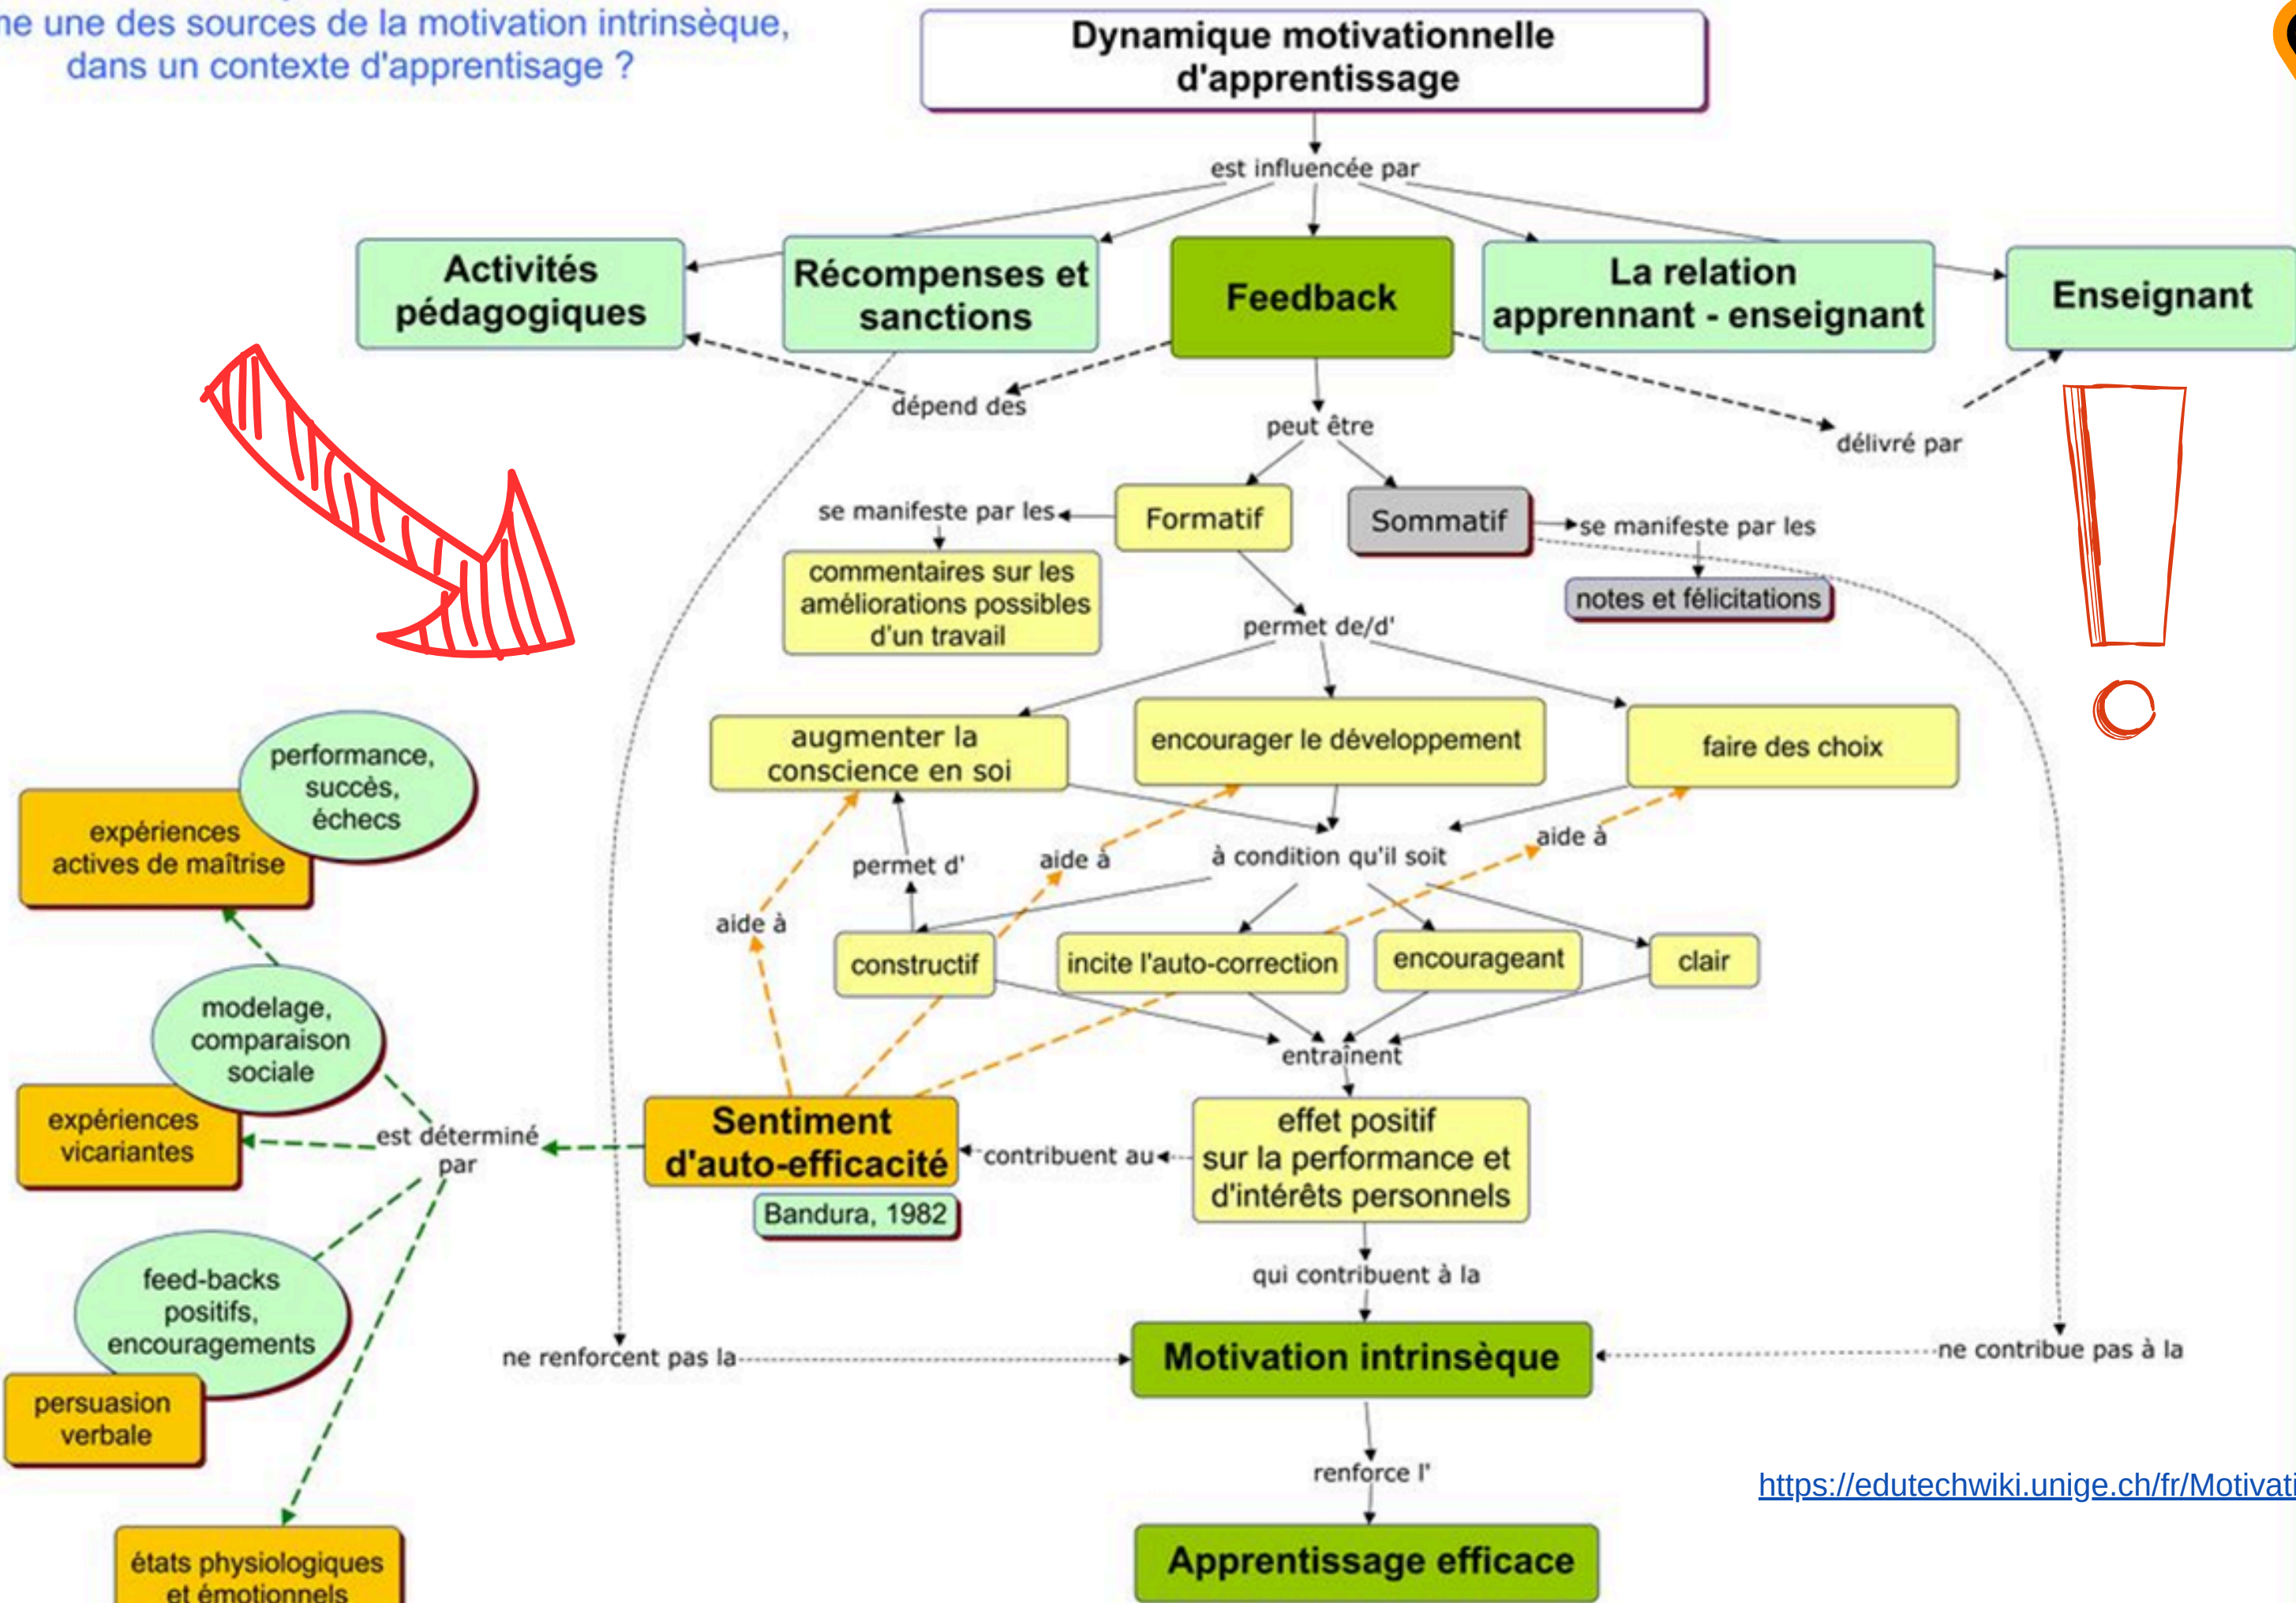 une des sources de la motivation intrinsèque,
dans un contexte d'apprentisage ?
Dynamique motivationnelle
d'apprentissage
est influencée par
Activités
pédagogiques
Récompenses et
sanctions
Feedback
La relation
apprennant - enseignant
Enseignant
dépend des
peut être
délivré par
se manifeste par les
Formatif
Sommatif
se manifeste par les
commentaires sur les
améliorations possibles
d'un travail
notes et félicitations
permet de/d'
augmenter la
conscience en soi
encourager le développement
faire des choix
performance,
succès,
échecs
expériences
actives de maîtrise
permet d'
aide à
à condition qu'il soit
aide à
aide à
constructif
incite l'auto-correction
encourageant
clair
modelage,
comparaison
sociale
entraînent
expériences
vicariantes
est déterminé
par
Sentiment
d'auto-efficacité
contribuent au
effet positif
sur la performance et
d'intérêts personnels
Bandura, 1982
feed-backs
positifs,
encouragements
qui contribuent à la
ne renforcent pas la
Motivation intrinsèque
ne contribue pas à la
persuasion
verbale
renforce l'
https://edutechwiki.unige.ch/fr/Motivati
états physiologiques
et émotionnels
Apprentissage efficace